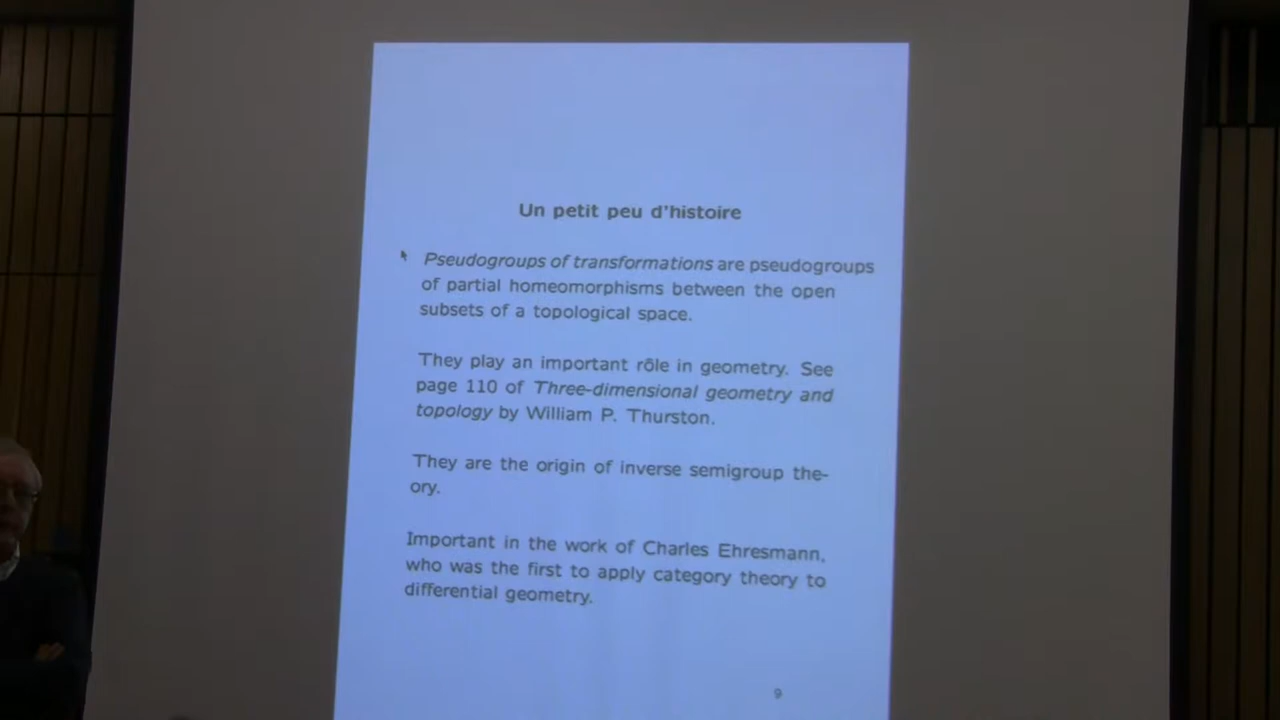 Un petit peu d'histoire
Pseudogroups of transformations are pseudogroups
of partial homeomorphisms between the open
subsets of a topological space.
They play an important rôle in geometry. See
page 110 of Three-dimensional geometry and
topology by William P. Thurston.
They are the origin of inverse semigroup the-
ory.
Important in the work of Charles Ehresmann,
who was the first to apply category theory to
differential geometry.
9